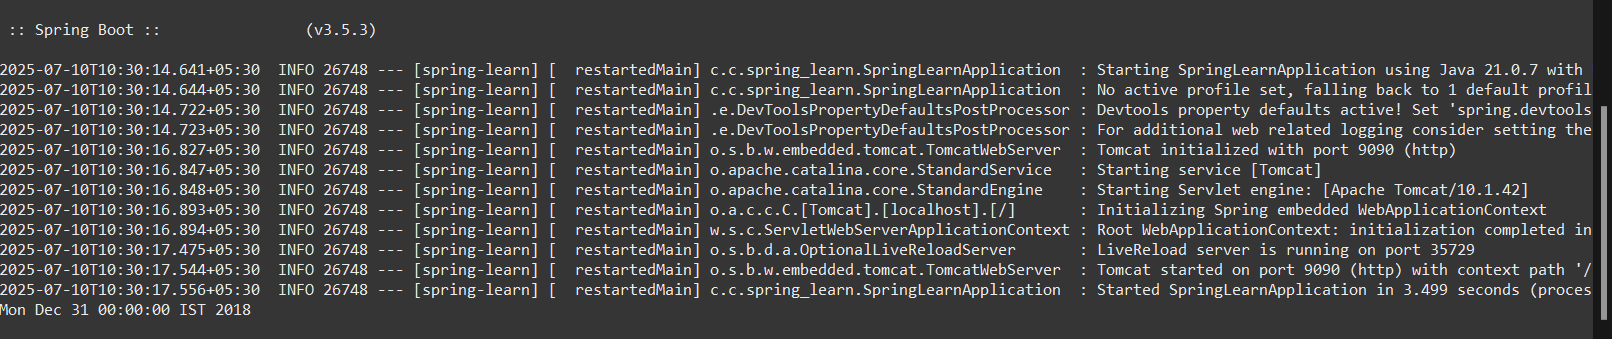 :: Spring Boot ::                (v3.5.3)
2025-07-10T10:30:14.641+05:30  INFO 26748 --- [spring-learn] [  restartedMain] c.c.spring_learn.SpringLearnApplication  : Starting SpringLearnApplication using Java 21.0.7 with
2025-07-10T10:30:14.644+05:30  INFO 26748 --- [spring-learn] [  restartedMain] c.c.spring_learn.SpringLearnApplication  : No active profile set, falling back to 1 default profil
2025-07-10T10:30:14.722+05:30  INFO 26748 --- [spring-learn] [  restartedMain] .e.DevToolsPropertyDefaultsPostProcessor : Devtools property defaults active! Set 'spring.devtools
2025-07-10T10:30:14.723+05:30  INFO 26748 --- [spring-learn] [  restartedMain] .e.DevToolsPropertyDefaultsPostProcessor : For additional web related logging consider setting the
2025-07-10T10:30:16.827+05:30  INFO 26748 --- [spring-learn] [  restartedMain] o.s.b.w.embedded.tomcat.TomcatWebServer  : Tomcat initialized with port 9090 (http)
2025-07-10T10:30:16.847+05:30  INFO 26748 --- [spring-learn] [  restartedMain] o.apache.catalina.core.StandardService   : Starting service [Tomcat]
2025-07-10T10:30:16.848+05:30  INFO 26748 --- [spring-learn] [  restartedMain] o.apache.catalina.core.StandardEngine    : Starting Servlet engine: [Apache Tomcat/10.1.42]
2025-07-10T10:30:16.893+05:30  INFO 26748 --- [spring-learn] [  restartedMain] o.a.c.c.C.[Tomcat].[localhost].[/]       : Initializing Spring embedded WebApplicationContext
2025-07-10T10:30:16.894+05:30  INFO 26748 --- [spring-learn] [  restartedMain] w.s.c.ServletWebServerApplicationContext : Root WebApplicationContext: initialization completed in
2025-07-10T10:30:17.475+05:30  INFO 26748 --- [spring-learn] [  restartedMain] o.s.b.d.a.OptionalLiveReloadServer       : LiveReload server is running on port 35729
2025-07-10T10:30:17.544+05:30  INFO 26748 --- [spring-learn] [  restartedMain] o.s.b.w.embedded.tomcat.TomcatWebServer  : Tomcat started on port 9090 (http) with context path '/
2025-07-10T10:30:17.556+05:30  INFO 26748 --- [spring-learn] [  restartedMain] c.c.spring_learn.SpringLearnApplication  : Started SpringLearnApplication in 3.499 seconds (proces
Mon Dec 31 00:00:00 IST 2018